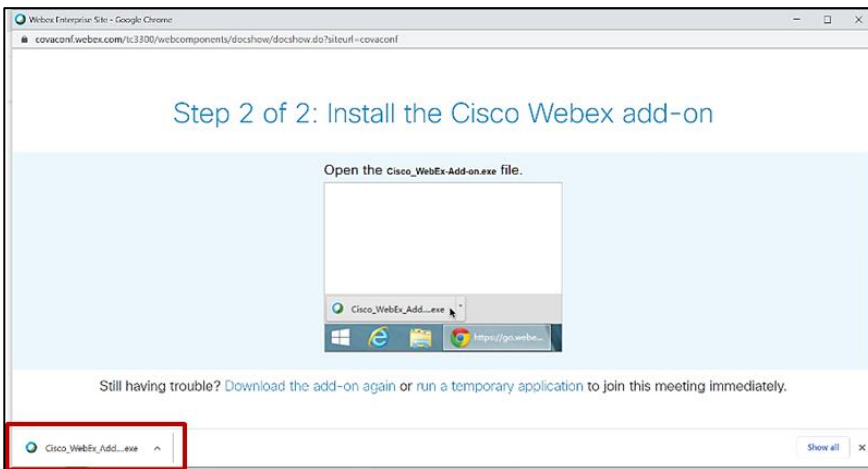 Webex Enterprise Site - Google Chrome
covaconf.webex.com/tc3300/webcomponents/docshow/docshow.do?siteurl=covaconf
Step 2 of 2: Install the Cisco Webex add-on
Open the Cisco_WebEx-Add-on.exe file.
Cisco_WebEx_Add....exe
https://go.webe...
Still having trouble? Download the add-on again or run a temporary application to join this meeting immediately.
Cisco_WebEx_Add....exe
Show all